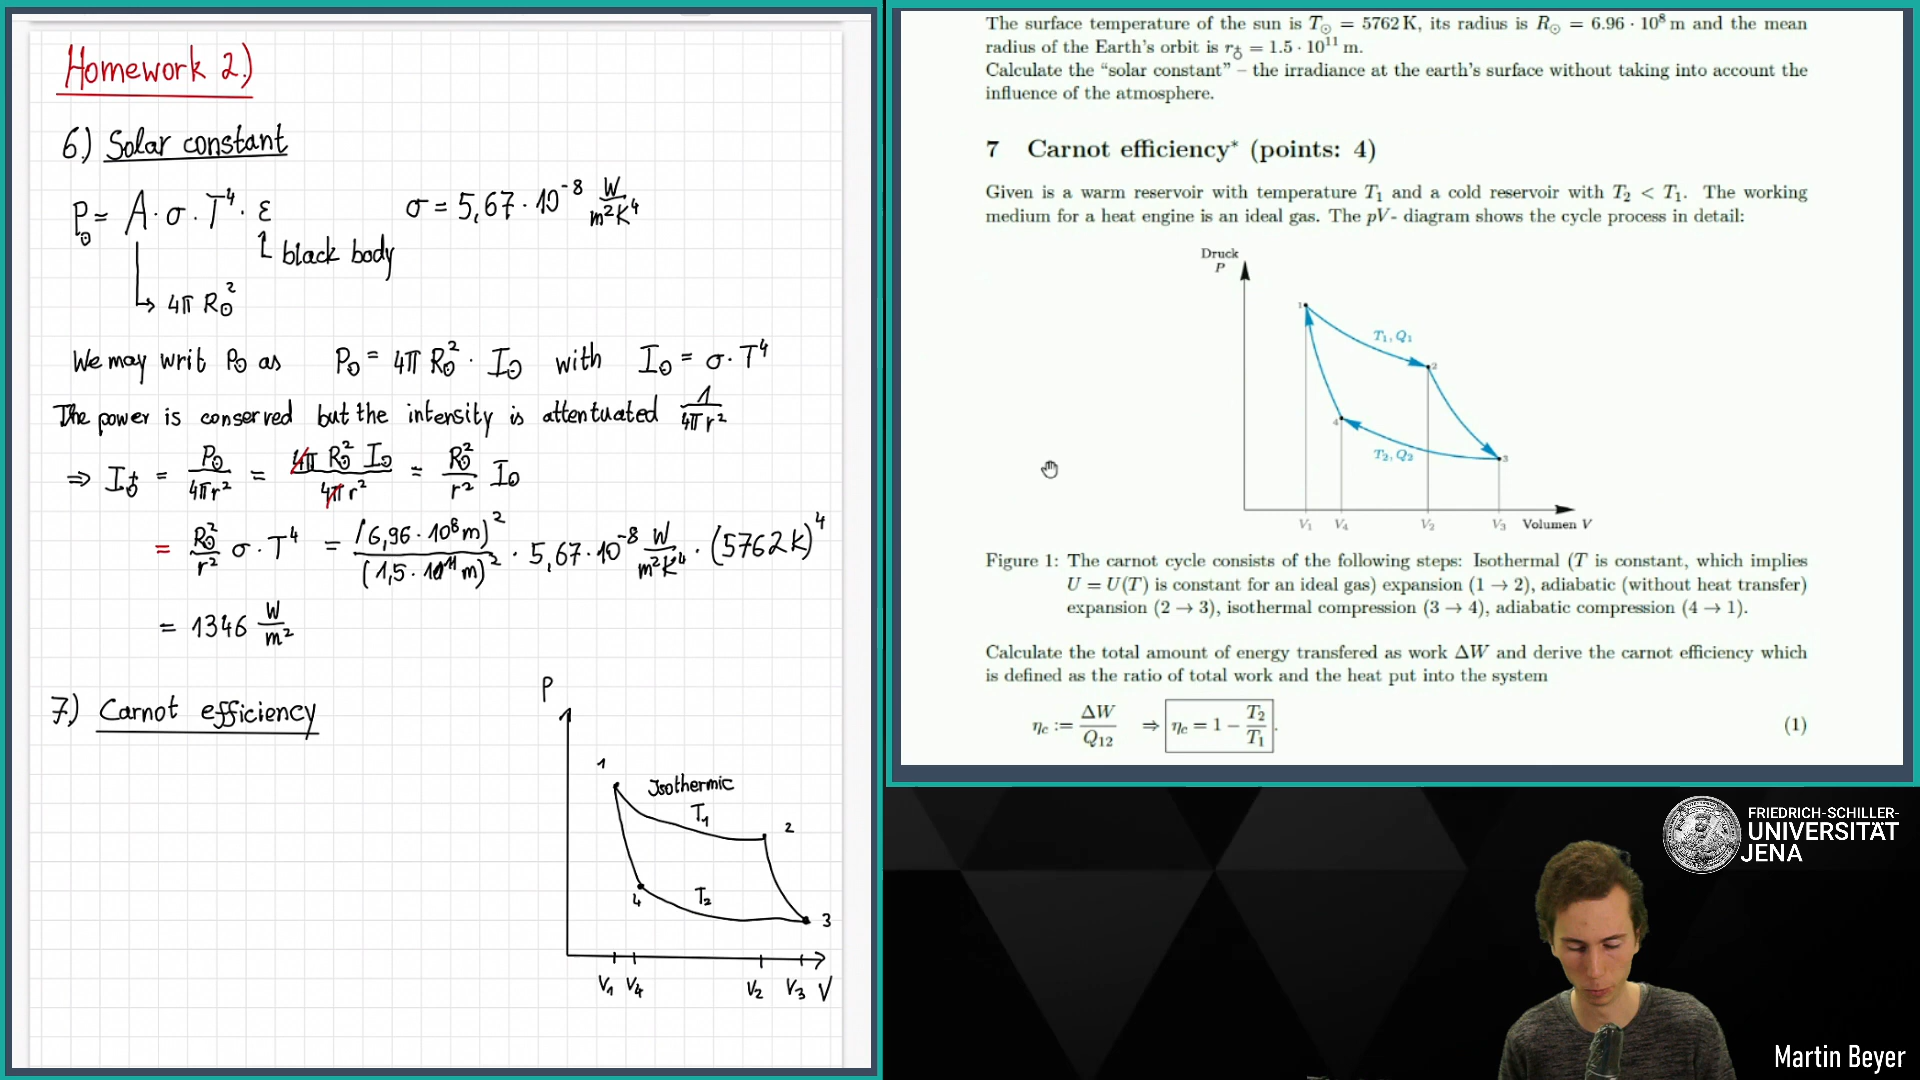 Homework 2.)
6.) Solar constant
P☉ = A · σ · T⁴ · ε
σ = 5,67 · 10⁻⁸ W/m²K⁴
black body
↳ 4π R☉²
We may writ P☉ as P☉ = 4π R☉² · I☉ with I☉ = σ · T⁴
The power is conserved but the intensity is attentuated 1/4πr²
⇒ I♁ = P☉/4πr² = 4π R☉² I☉/4π r² = R☉²/r² I☉
= R☉²/r² σ · T⁴ = (6,96 · 10⁸ m)²/(1,5 · 10¹¹ m)² · 5,67 · 10⁻⁸ W/m²K⁴ · (5762 K)⁴
= 1346 W/m²
7.) Carnot efficiency
P
1
Isothermic
T₁
2
4
T₂
3
V₁ V₄ V₂ V₃ V
The surface temperature of the sun is T☉ = 5762 K, its radius is R☉ = 6.96 · 10⁸ m and the mean
radius of the Earth's orbit is r♁ = 1.5 · 10¹¹ m.
Calculate the “solar constant” – the irradiance at the earth's surface without taking into account the
influence of the atmosphere.
7 Carnot efficiency* (points: 4)
Given is a warm reservoir with temperature T₁ and a cold reservoir with T₂ < T₁. The working
medium for a heat engine is an ideal gas. The pV- diagram shows the cycle process in detail:
Druck
P
1
T₁, Q₁
2
4
T₂, Q₂
3
V₁ V₄ V₂ V₃ Volumen V
Figure 1: The carnot cycle consists of the following steps: Isothermal (T is constant, which implies
U = U(T) is constant for an ideal gas) expansion (1 → 2), adiabatic (without heat transfer)
expansion (2 → 3), isothermal compression (3 → 4), adiabatic compression (4 → 1).
Calculate the total amount of energy transfered as work ΔW and derive the carnot efficiency which
is defined as the ratio of total work and the heat put into the system
η_c := ΔW/Q₁₂ ⇒ η_c = 1 − T₂/T₁. (1)
FRIEDRICH-SCHILLER-
UNIVERSITÄT
JENA
Martin Beyer